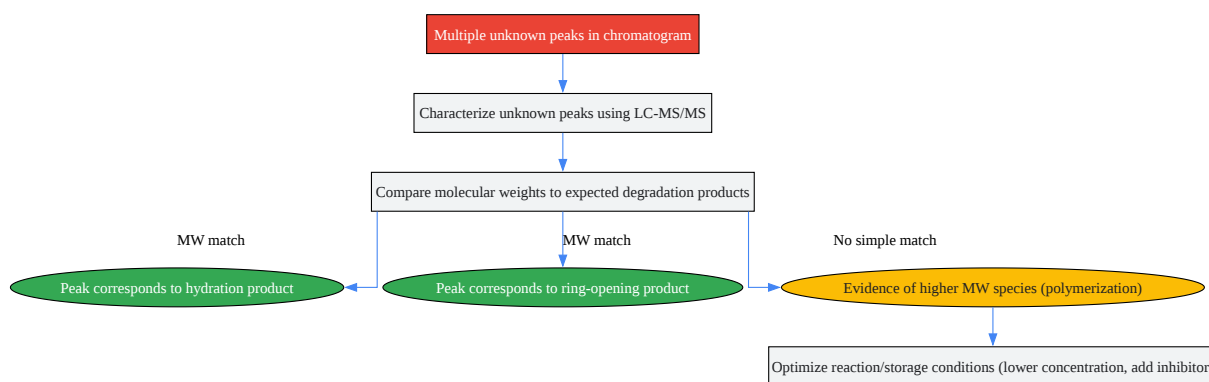 Multiple unknown peaks in chromatogram
Characterize unknown peaks using LC-MS/MS
Compare molecular weights to expected degradation products
MW match
MW match
No simple match
Peak corresponds to hydration product
Peak corresponds to ring-opening product
Evidence of higher MW species (polymerization)
Optimize reaction/storage conditions (lower concentration, add inhibitor